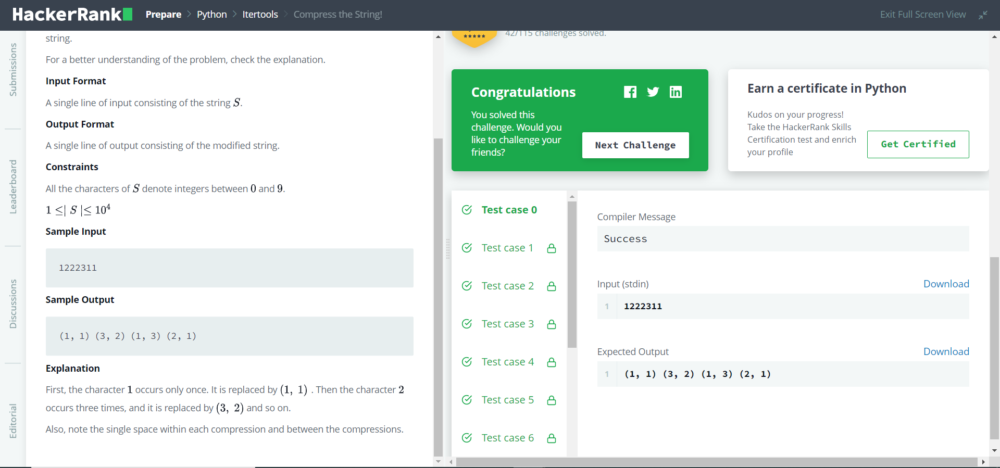 HackerRank Prepare > Python > Itertools > Compress the String! Exit Full Screen View
Submissions
Leaderboard
Discussions
Editorial
string.
For a better understanding of the problem, check the explanation.
Input Format
A single line of input consisting of the string S.
Output Format
A single line of output consisting of the modified string.
Constraints
All the characters of S denote integers between 0 and 9.
1 ≤| S |≤ 10⁴
Sample Input
1222311
Sample Output
(1, 1) (3, 2) (1, 3) (2, 1)
Explanation
First, the character 1 occurs only once. It is replaced by (1, 1) . Then the character 2
occurs three times, and it is replaced by (3, 2) and so on.
Also, note the single space within each compression and between the compressions.
42/115 challenges solved.
Congratulations
You solved this
challenge. Would you
like to challenge your
friends?
Next Challenge
Earn a certificate in Python
Kudos on your progress!
Take the HackerRank Skills
Certification test and enrich
your profile
Get Certified
Test case 0
Test case 1
Test case 2
Test case 3
Test case 4
Test case 5
Test case 6
Compiler Message
Success
Input (stdin) Download
1 1222311
Expected Output Download
1 (1, 1) (3, 2) (1, 3) (2, 1)